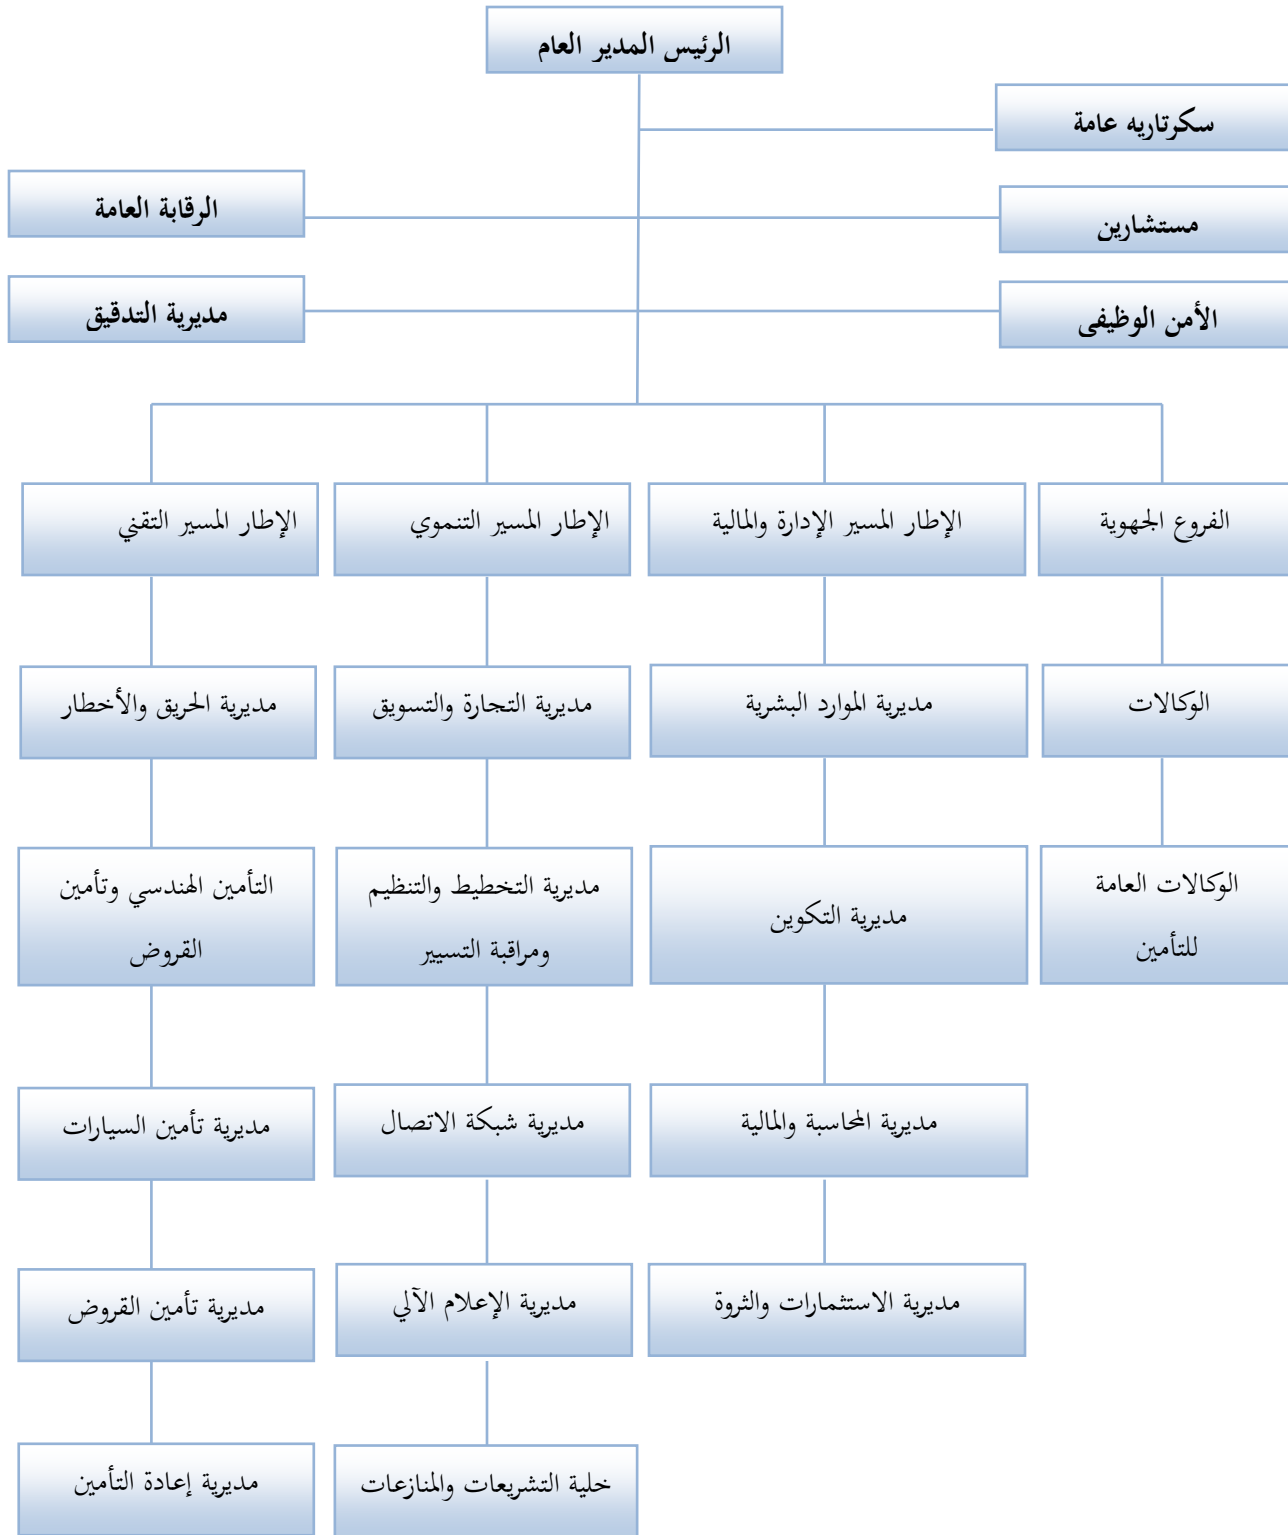 الرئيس المدير العام
سكرتاريه عامة
مستشارين
الرقابة العامة
الأمن الوظيفى
مديرية التدقيق
الفروع الجهوية
الإطار المسير الإدارة والمالية
الإطار المسير التنموي
الإطار المسير التقني
الوكالات
مديرية الموارد البشرية
مديرية التجارة والتسويق
مديرية الحريق والأخطار
الوكالات العامة
للتأمين
مديرية التكوين
مديرية التخطيط والتنظيم
ومراقبة التسيير
التأمين الهندسي وتأمين
القروض
مديرية المحاسبة والمالية
مديرية شبكة الاتصال
مديرية تأمين السيارات
مديرية الاستثمارات والثروة
مديرية الإعلام الآلي
مديرية تأمين القروض
خلية التشريعات والمنازعات
مديرية إعادة التأمين